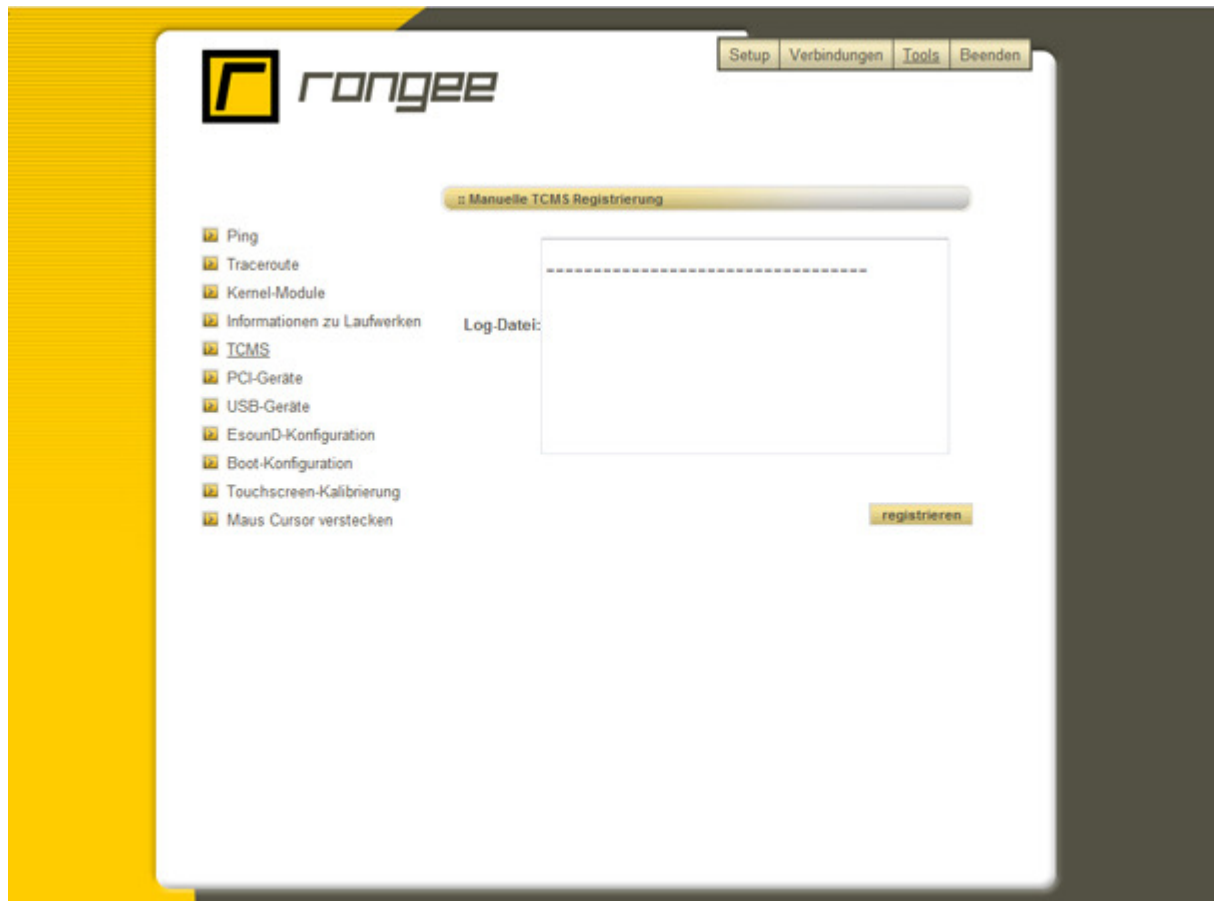 rangee
Setup Verbindungen Tools Beenden
:: Manuelle TCMS Registrierung
Ping
Traceroute
Kernel-Module
Informationen zu Laufwerken
TCMS
PCI-Geräte
USB-Geräte
EsounD-Konfiguration
Boot-Konfiguration
Touchscreen-Kalibrierung
Maus Cursor verstecken
Log-Datei:
==================================
registrieren